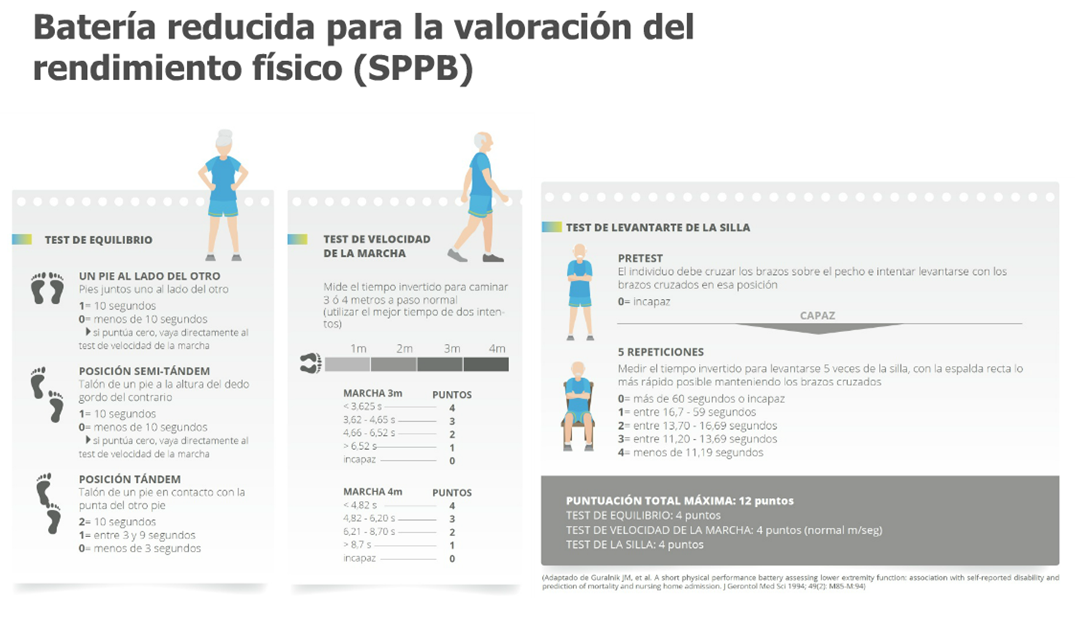 Batería reducida para la valoración del
rendimiento físico (SPPB)
TEST DE EQUILIBRIO
UN PIE AL LADO DEL OTRO
Pies juntos uno al lado del otro
1= 10 segundos
0= menos de 10 segundos
si puntúa cero, vaya directamente al
test de velocidad de la marcha
POSICIÓN SEMI-TÁNDEM
Talón de un pie a la altura del dedo
gordo del contrario
1= 10 segundos
0= menos de 10 segundos
si puntúa cero, vaya directamente al
test de velocidad de la marcha
POSICIÓN TÁNDEM
Talón de un pie en contacto con la
punta del otro pie
2= 10 segundos
1= entre 3 y 9 segundos
0= menos de 3 segundos
TEST DE VELOCIDAD
DE LA MARCHA
Mide el tiempo invertido para caminar
3 ó 4 metros a paso normal
(utilizar el mejor tiempo de dos inten-
tos)
1m 2m 3m 4m
MARCHA 3m PUNTOS
< 3,625 s 4
3,62 - 4,65 s 3
4,66 - 6,52 s 2
> 6,52 s 1
incapaz 0
MARCHA 4m PUNTOS
< 4,82 s 4
4,82 - 6,20 s 3
6,21 - 8,70 s 2
> 8.7 s 1
incapaz 0
TEST DE LEVANTARTE DE LA SILLA
PRETEST
El individuo debe cruzar los brazos sobre el pecho e intentar levantarse con los
brazos cruzados en esa posición
0= incapaz
CAPAZ
5 REPETICIONES
Medir el tiempo invertido para levantarse 5 veces de la silla, con la espalda recta lo
más rápido posible manteniendo los brazos cruzados
0= más de 60 segundos o incapaz
1= entre 16,7 - 59 segundos
2= entre 13,70 - 16,69 segundos
3= entre 11,20 - 13,69 segundos
4= menos de 11,19 segundos
PUNTUACIÓN TOTAL MÁXIMA: 12 puntos
TEST DE EQUILIBRIO: 4 puntos
TEST DE VELOCIDAD DE LA MARCHA: 4 puntos (normal m/seg)
TEST DE LA SILLA: 4 puntos
(Adaptado de Guralnik JM, et al. A short physical performance battery assessing lower extremity function: association with self-reported disability and
prediction of mortality and nursing home admission. J Gerontol Med Sci 1994; 49(2): M85-M:94)